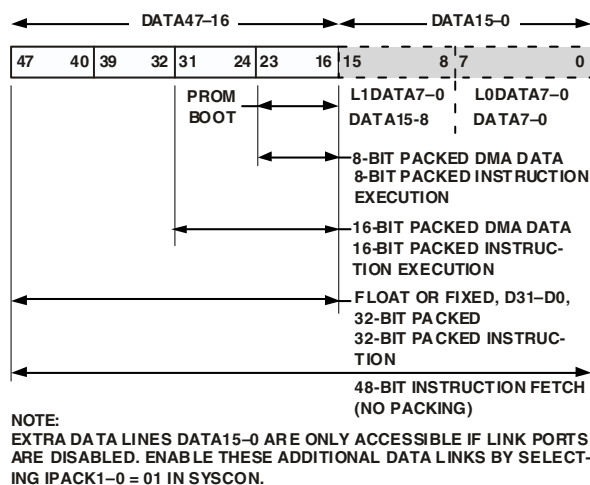 DATA47–16 DATA15–0
47 40 39 32 31 24 23 16 15 8 7 0
PROM BOOT
L1DATA7–0 L0DATA7–0
DATA15-8 DATA7–0
8-BIT PACKED DMA DATA
8-BIT PACKED INSTRUCTION
EXECUTION
16-BIT PACKED DMA DATA
16-BIT PACKED INSTRUC-
TION EXECUTION
FLOAT OR FIXED, D31–D0,
32-BIT PACKED
32-BIT PACKED INSTRUC-
TION
48-BIT INSTRUCTION FETCH
(NO PACKING)
NOTE:
EXTRA DATA LINES DATA15–0 ARE ONLY ACCESSIBLE IF LINK PORTS
ARE DISABLED. ENABLE THESE ADDITIONAL DATA LINKS BY SELECT-
ING IPACK1–0 = 01 IN SYSCON.